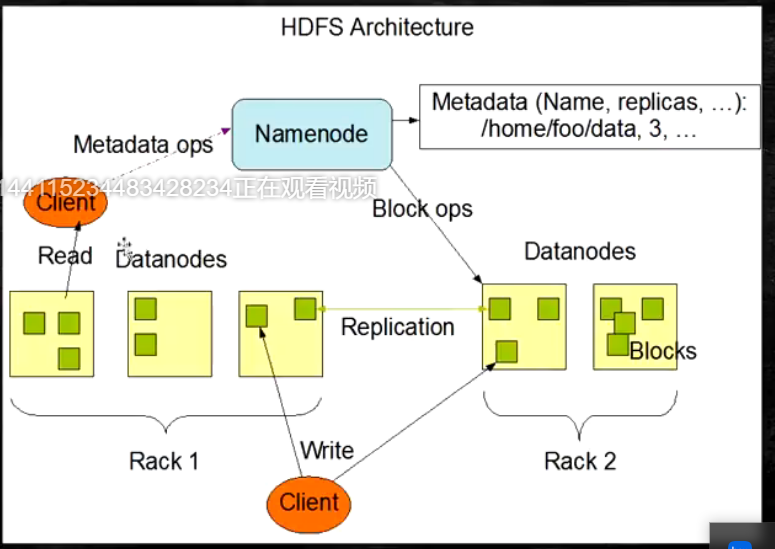 HDFS Architecture
Metadata (Name, replicas, ...):
/home/foo/data, 3, ...
Namenode
Metadata ops
144115234483428234正在观看视频
Client
Block ops
Read
Datanodes
Datanodes
Replication
Blocks
Write
Rack 1
Rack 2
Client